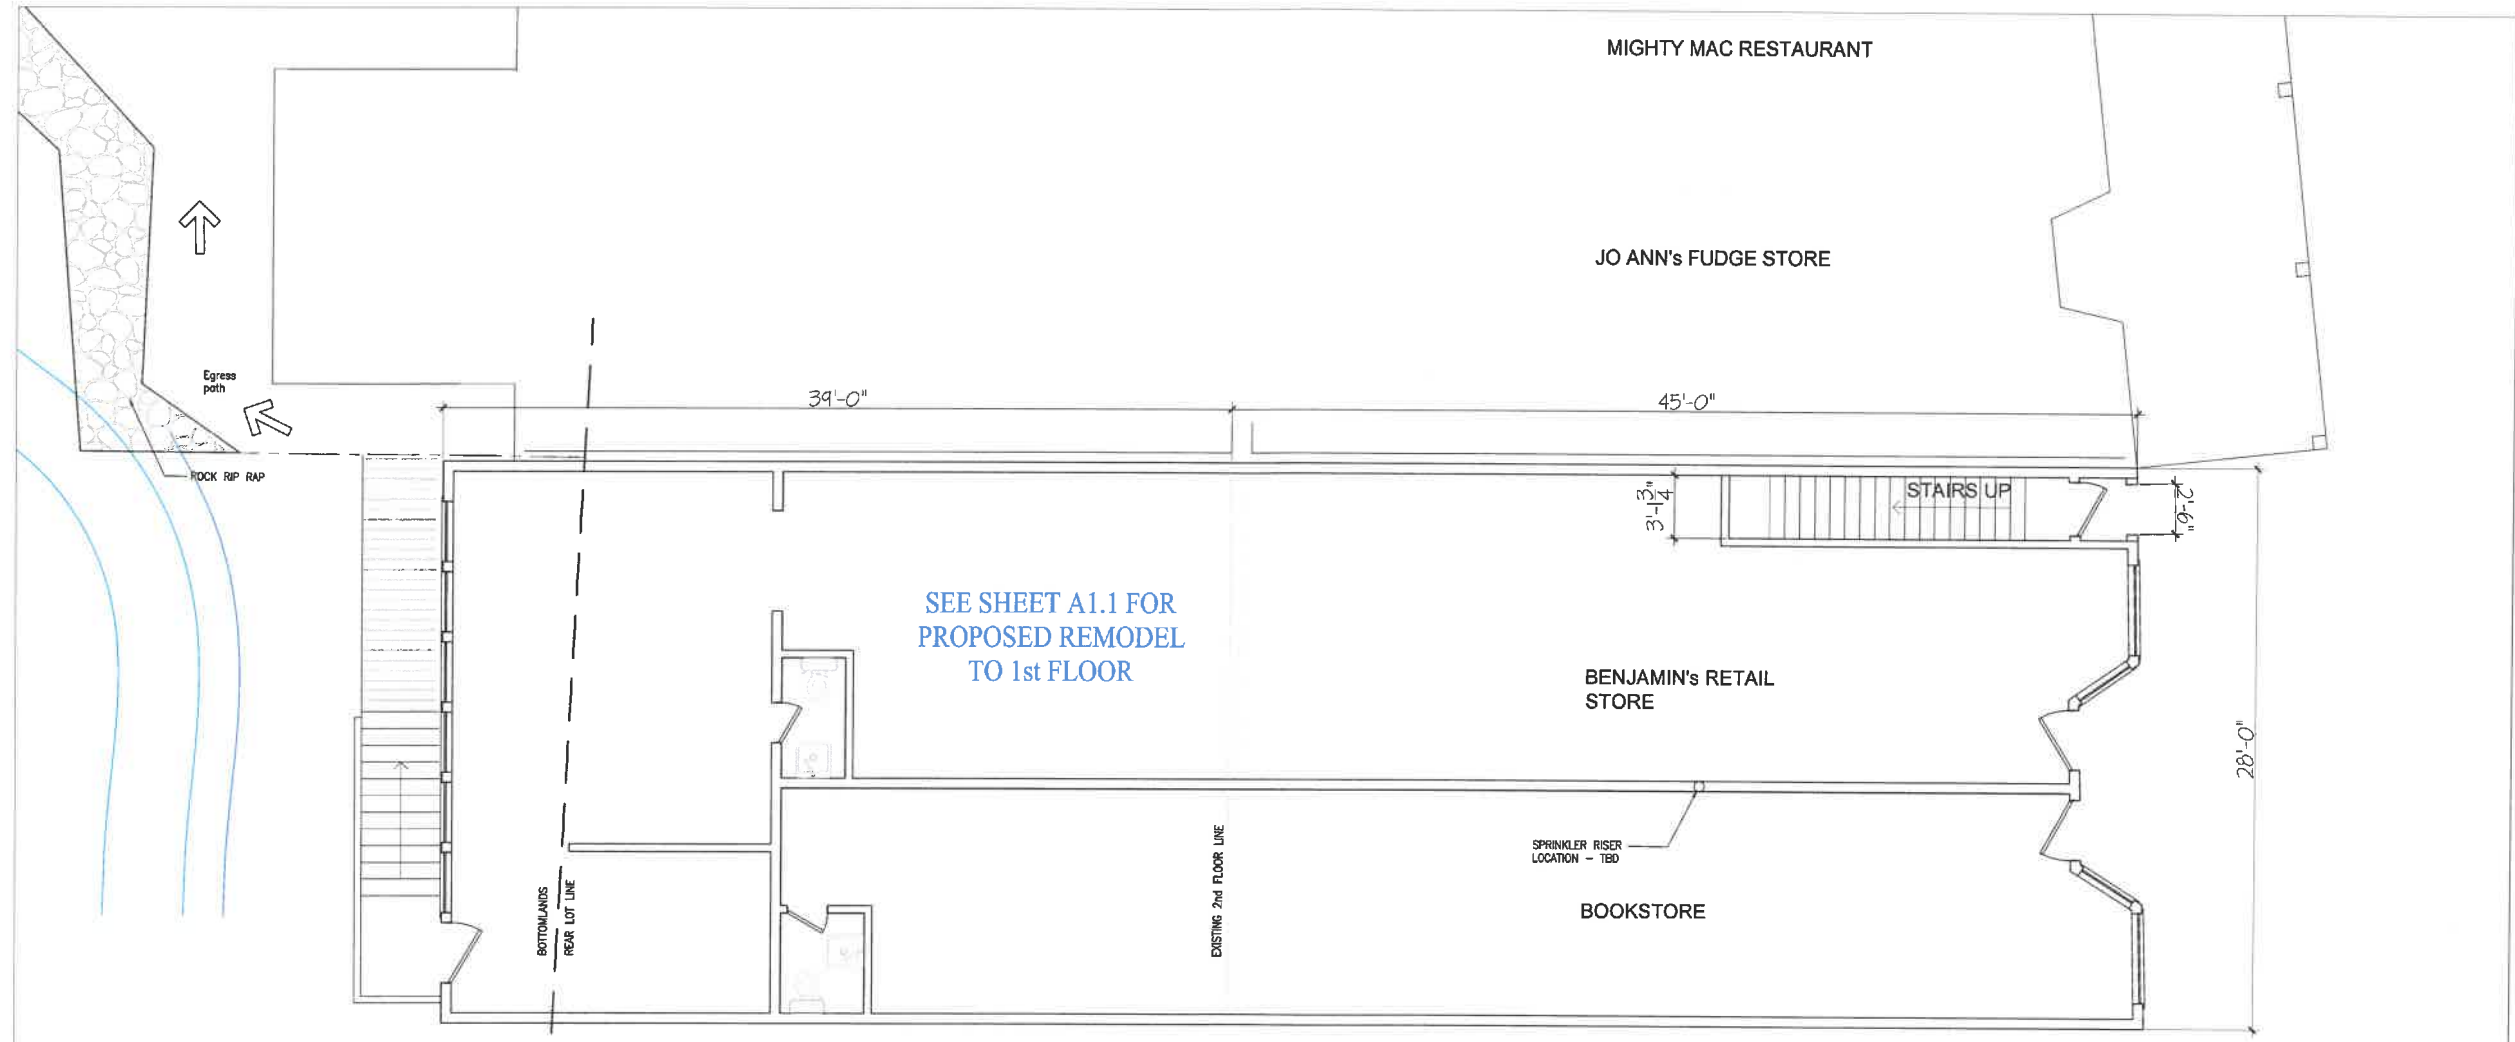 MIGHTY MAC RESTAURANT
JO ANN's FUDGE STORE
Egress
path
39'-0"
45'-0"
ROCK RIP RAP
3'-1 3/4"
STAIRS UP
2'-6"
SEE SHEET A1.1 FOR
PROPOSED REMODEL
TO 1st FLOOR
BENJAMIN's RETAIL
STORE
28'-0"
SPRINKLER RISER
LOCATION - TBD
BOTTOMLANDS
REAR LOT LINE
EXISTING 2nd FLOOR LINE
BOOKSTORE